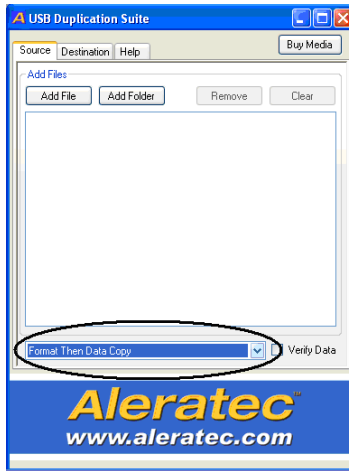 A USB Duplication Suite
Buy Media
Source Destination Help
Add Files
Add File Add Folder Remove Clear
Format Then Data Copy Verify Data
Aleratec™
www.aleratec.com